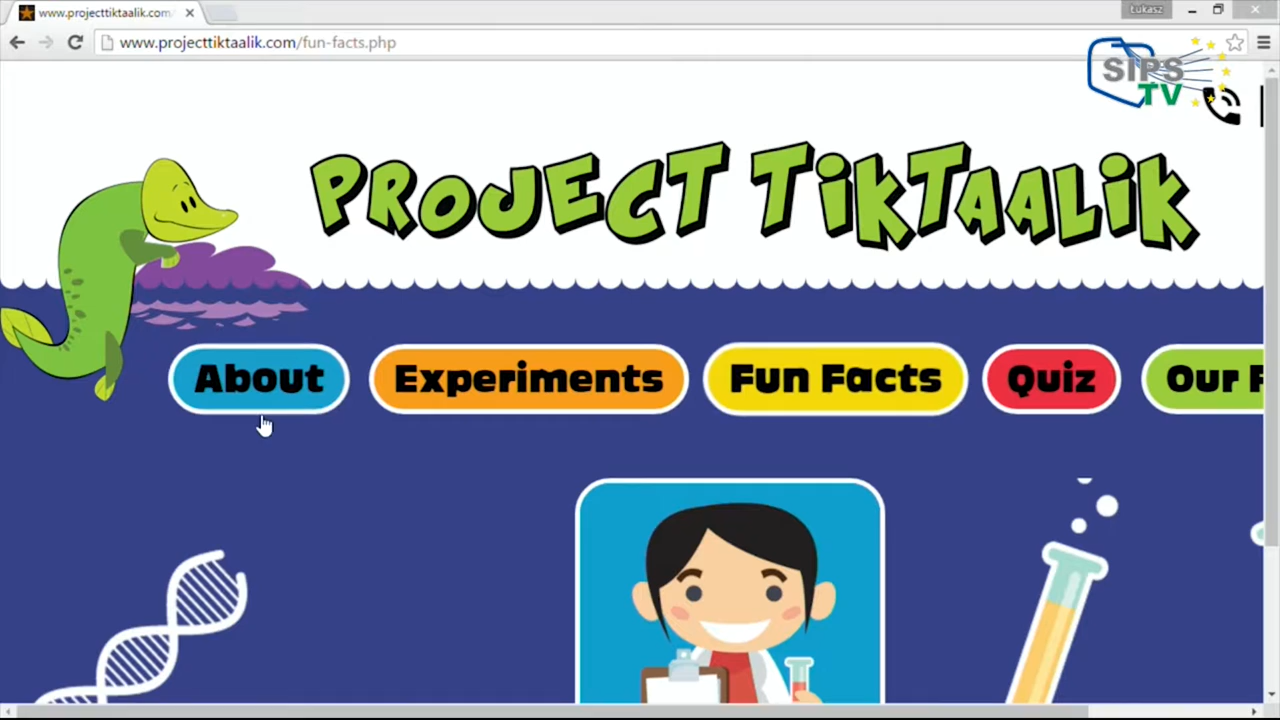 www.projecttiktaalik.com
Łukasz
www.projecttiktaalik.com/fun-facts.php
SIPS
TV
PROJECT TiKTAALiK
About
Experiments
Fun Facts
Quiz
Our F